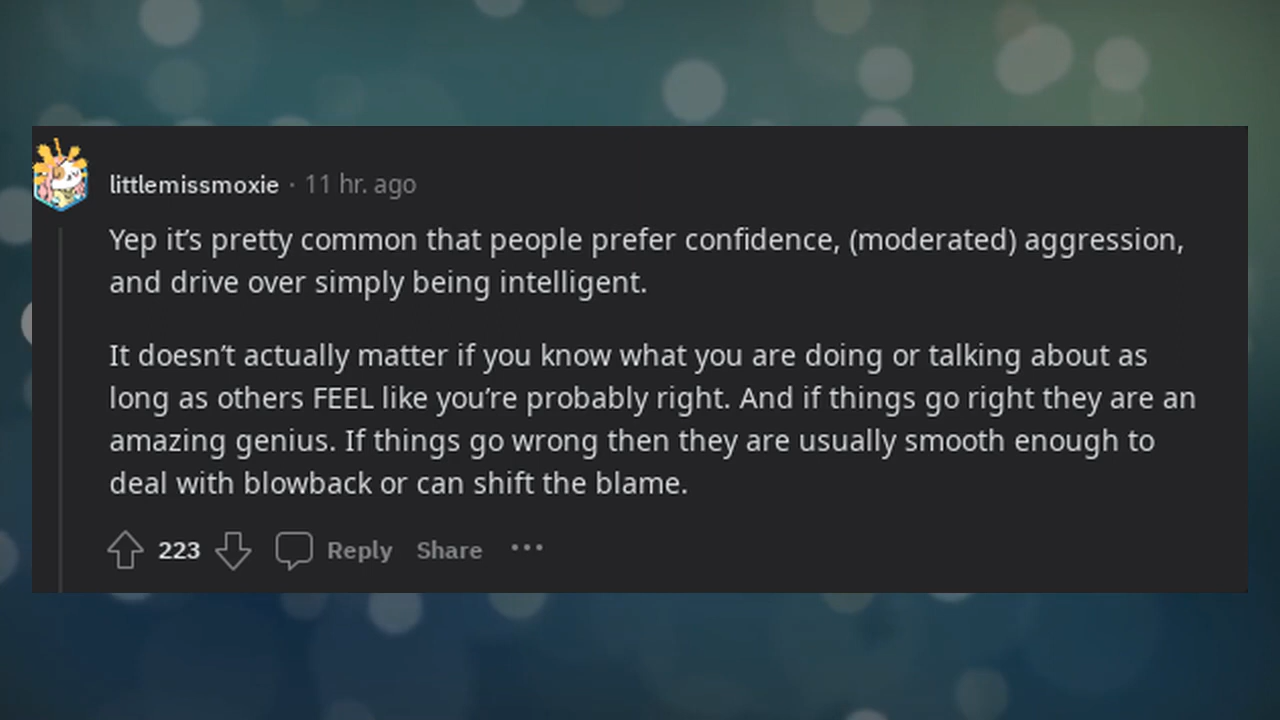 littlemissmoxie · 11 hr. ago
Yep it’s pretty common that people prefer confidence, (moderated) aggression,
and drive over simply being intelligent.
It doesn’t actually matter if you know what you are doing or talking about as
long as others FEEL like you’re probably right. And if things go right they are an
amazing genius. If things go wrong then they are usually smooth enough to
deal with blowback or can shift the blame.
223 Reply Share •••